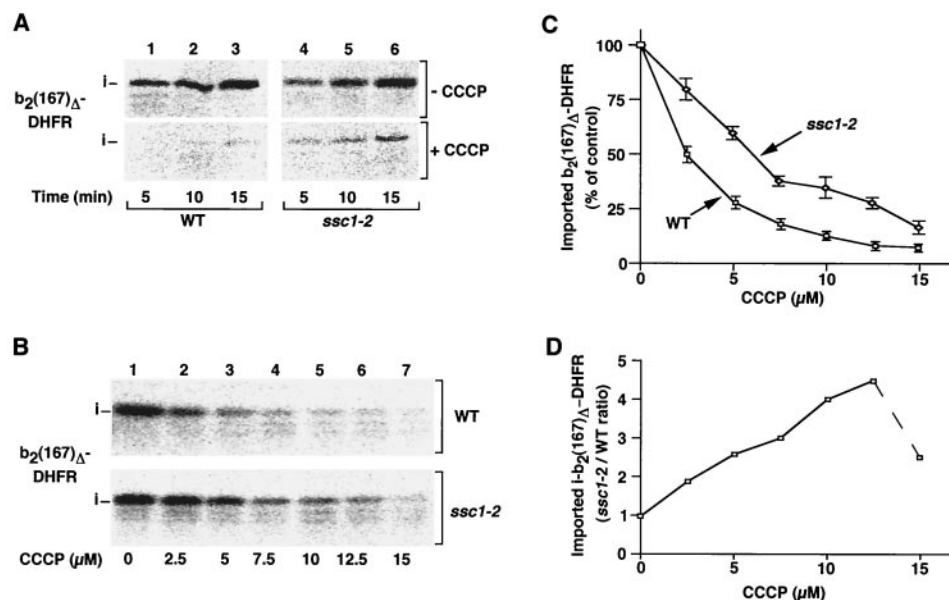 A
1 2 3 4 5 6
i–
b₂(167)Δ-
DHFR
- CCCP
i–
+ CCCP
Time (min) 5 10 15 5 10 15
WT ssc1-2
B
1 2 3 4 5 6 7
i–
WT
b₂(167)Δ-
DHFR
i–
ssc1-2
CCCP (µM) 0 2.5 5 7.5 10 12.5 15
C
Imported b₂(167)Δ-DHFR
(% of control)
100
75
50
25
0
ssc1-2
WT
0 5 10 15
CCCP (µM)
D
Imported I-b₂(167)Δ-DHFR
(ssc1-2 / WT ratio)
5
4
3
2
1
0
0 5 10 15
CCCP (µM)